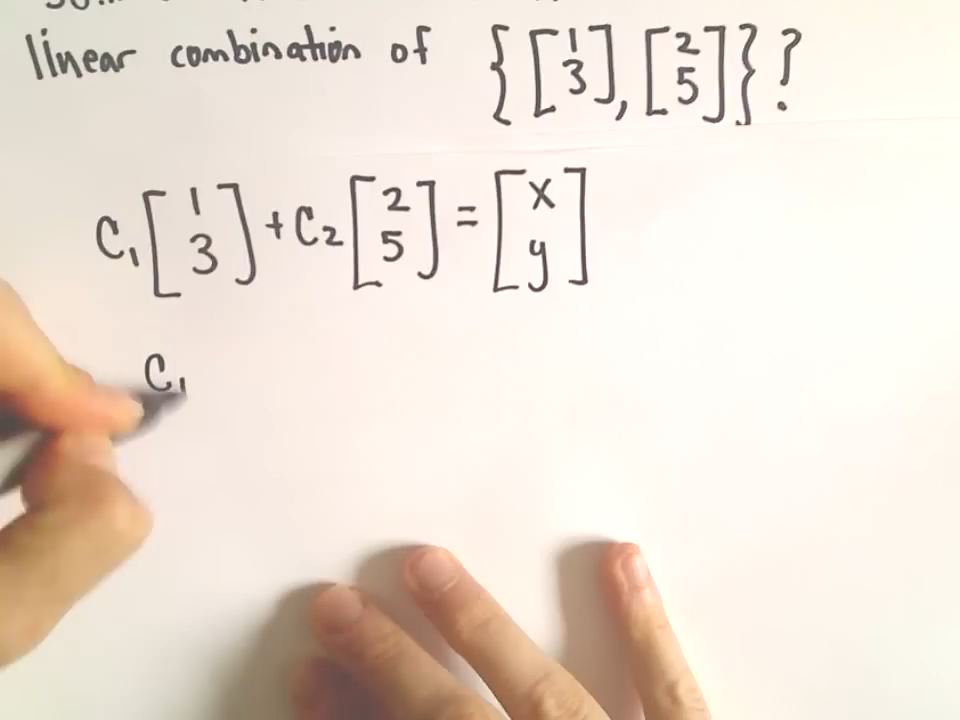 linear combination of { [ 1 3 ], [ 2 5 ] } ?
C₁ [ 1 3 ] + C₂ [ 2 5 ] = [ x y ]
C₁